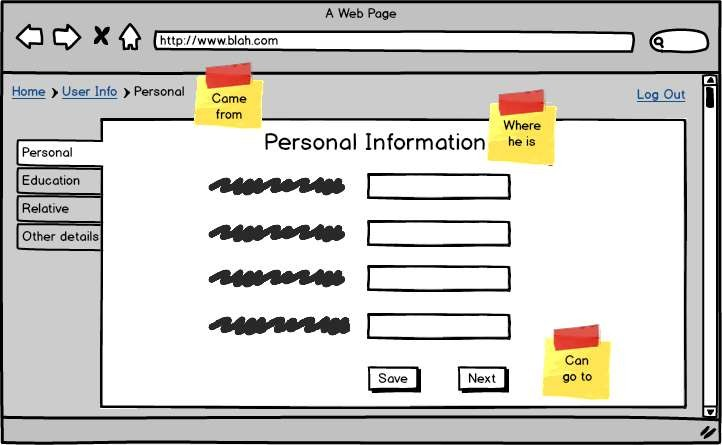 A Web Page
http://www.blah.com
Home User Info Personal
Came
from
Log Out
Where
he is
Personal Information
Personal
Education
Relative
Other details
Can
go to
Save Next